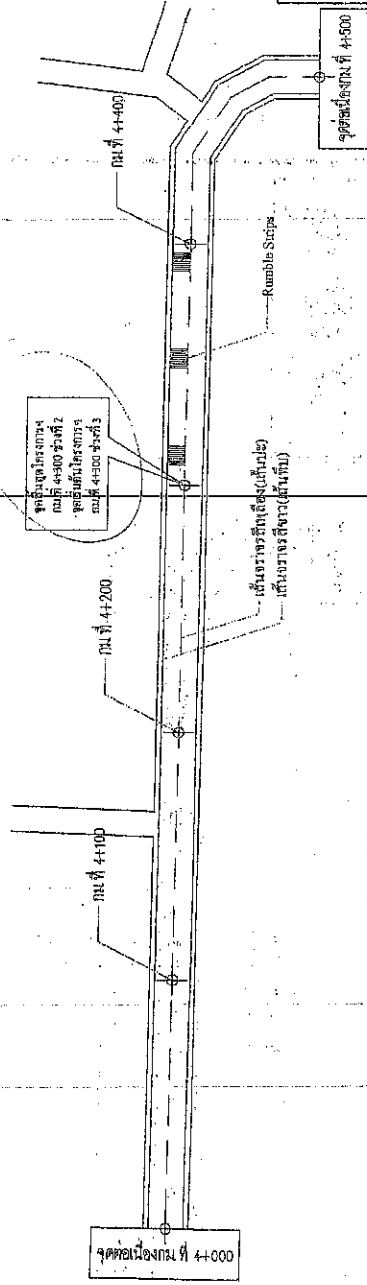 จุดต่อเนื่องกม.ที่ 4+000
กม.ที่ 4+100
กม.ที่ 4+200
จุดสิ้นสุดโครงการฯ
กม.ที่ 4+300 ช่วงที่ 2
จุดเริ่มต้นโครงการฯ
กม.ที่ 4+300 ช่วงที่ 3
เส้นจราจรสีเหลือง(เส้นปะ)
เส้นจราจรสีขาว(เส้นทึบ)
Rumble Strips
กม.ที่ 4+400
จุดต่อเนื่องกม.ที่ 4+500